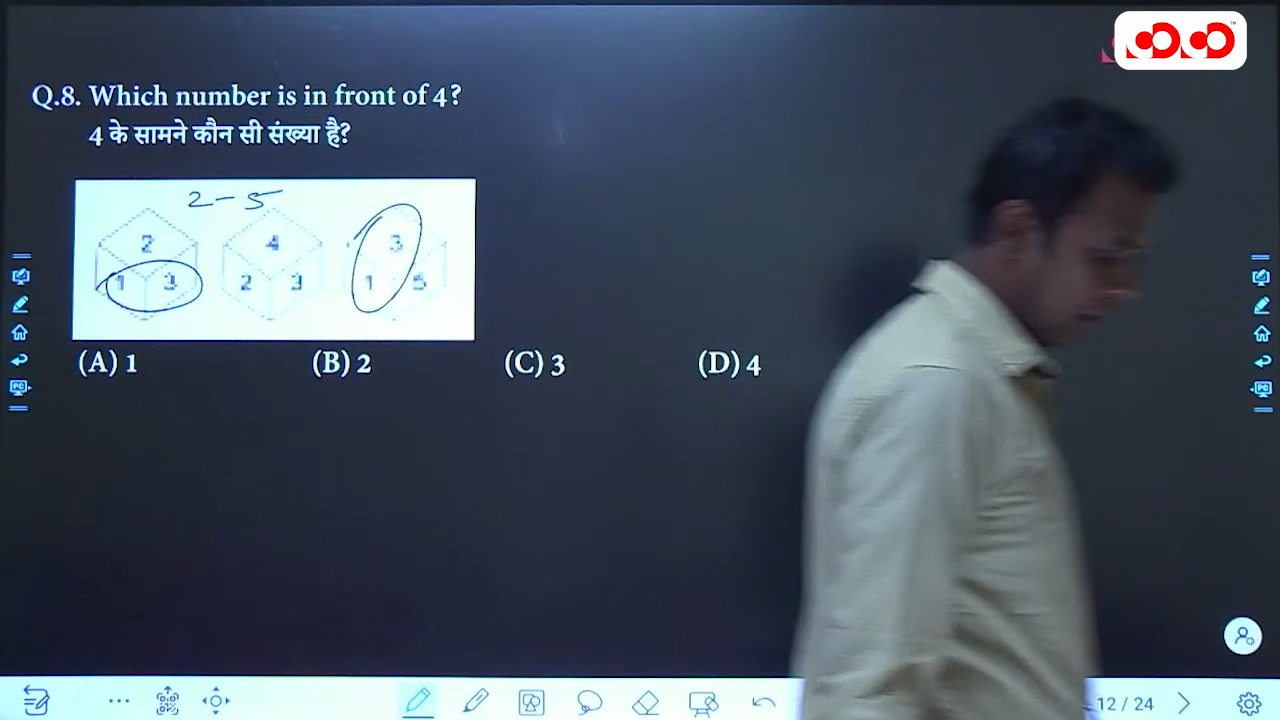 Q.8. Which number is in front of 4?
4 के सामने कौन सी संख्या है?
2-5
2 4 3
1 3 2 3 1 5
(A) 1 (B) 2 (C) 3 (D) 4
12 / 24